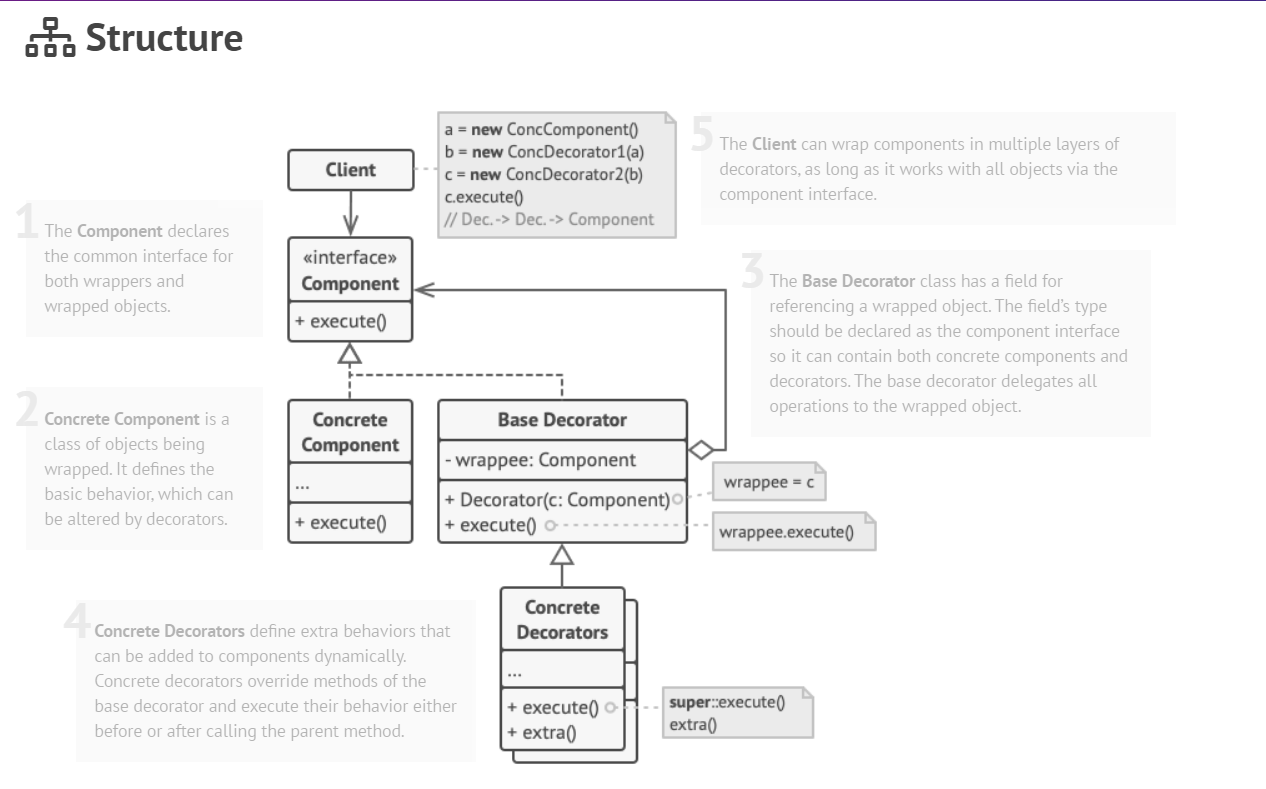 Structure
a = new ConcComponent()
b = new ConcDecorator1(a)
c = new ConcDecorator2(b)
c.execute()
// Dec. -> Dec. -> Component
5
The Client can wrap components in multiple layers of
decorators, as long as it works with all objects via the
component interface.
Client
1
The Component declares
the common interface for
both wrappers and
wrapped objects.
«interface»
Component
+ execute()
3
The Base Decorator class has a field for
referencing a wrapped object. The field's type
should be declared as the component interface
so it can contain both concrete components and
decorators. The base decorator delegates all
operations to the wrapped object.
2
Concrete Component is a
class of objects being
wrapped. It defines the
basic behavior, which can
be altered by decorators.
Concrete
Component
...
+ execute()
Base Decorator
- wrappee: Component
+ Decorator(c: Component)
+ execute()
wrappee = c
wrappee.execute()
4
Concrete Decorators define extra behaviors that
can be added to components dynamically.
Concrete decorators override methods of the
base decorator and execute their behavior either
before or after calling the parent method.
Concrete
Decorators
...
+ execute()
+ extra()
super::execute()
extra()